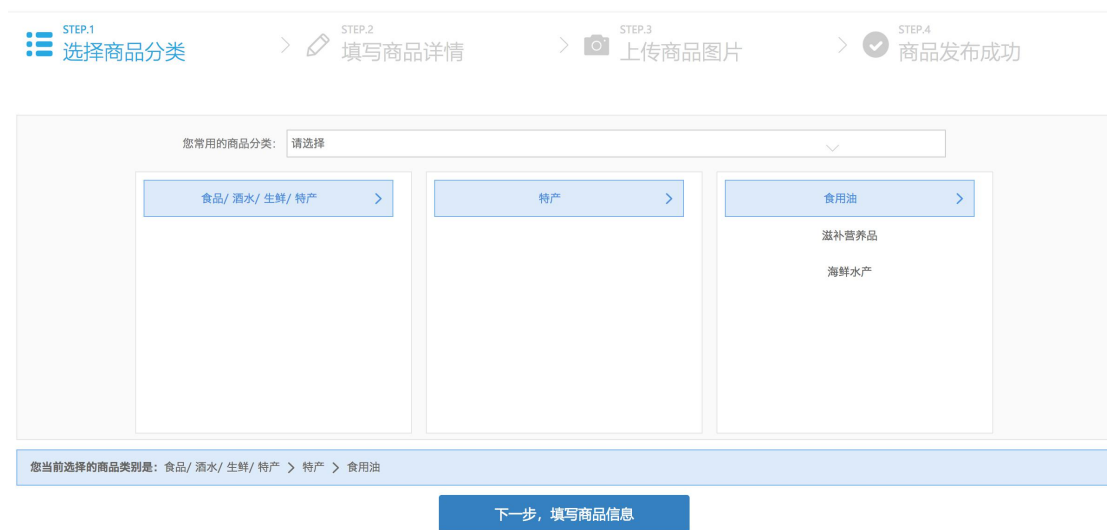 STEP.1
选择商品分类
STEP.2
填写商品详情
STEP.3
上传商品图片
STEP.4
商品发布成功
您常用的商品分类： 请选择
食品/ 酒水/ 生鲜/ 特产
特产
食用油
滋补营养品
海鲜水产
您当前选择的商品类别是：食品/ 酒水/ 生鲜/ 特产 > 特产 > 食用油
下一步，填写商品信息